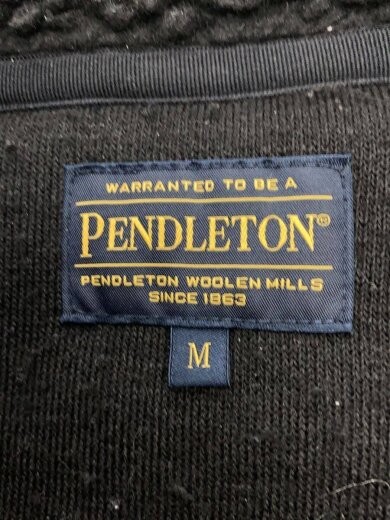 WARRANTED TO BE A
PENDLETON®
PENDLETON WOOLEN MILLS
SINCE 1863
M